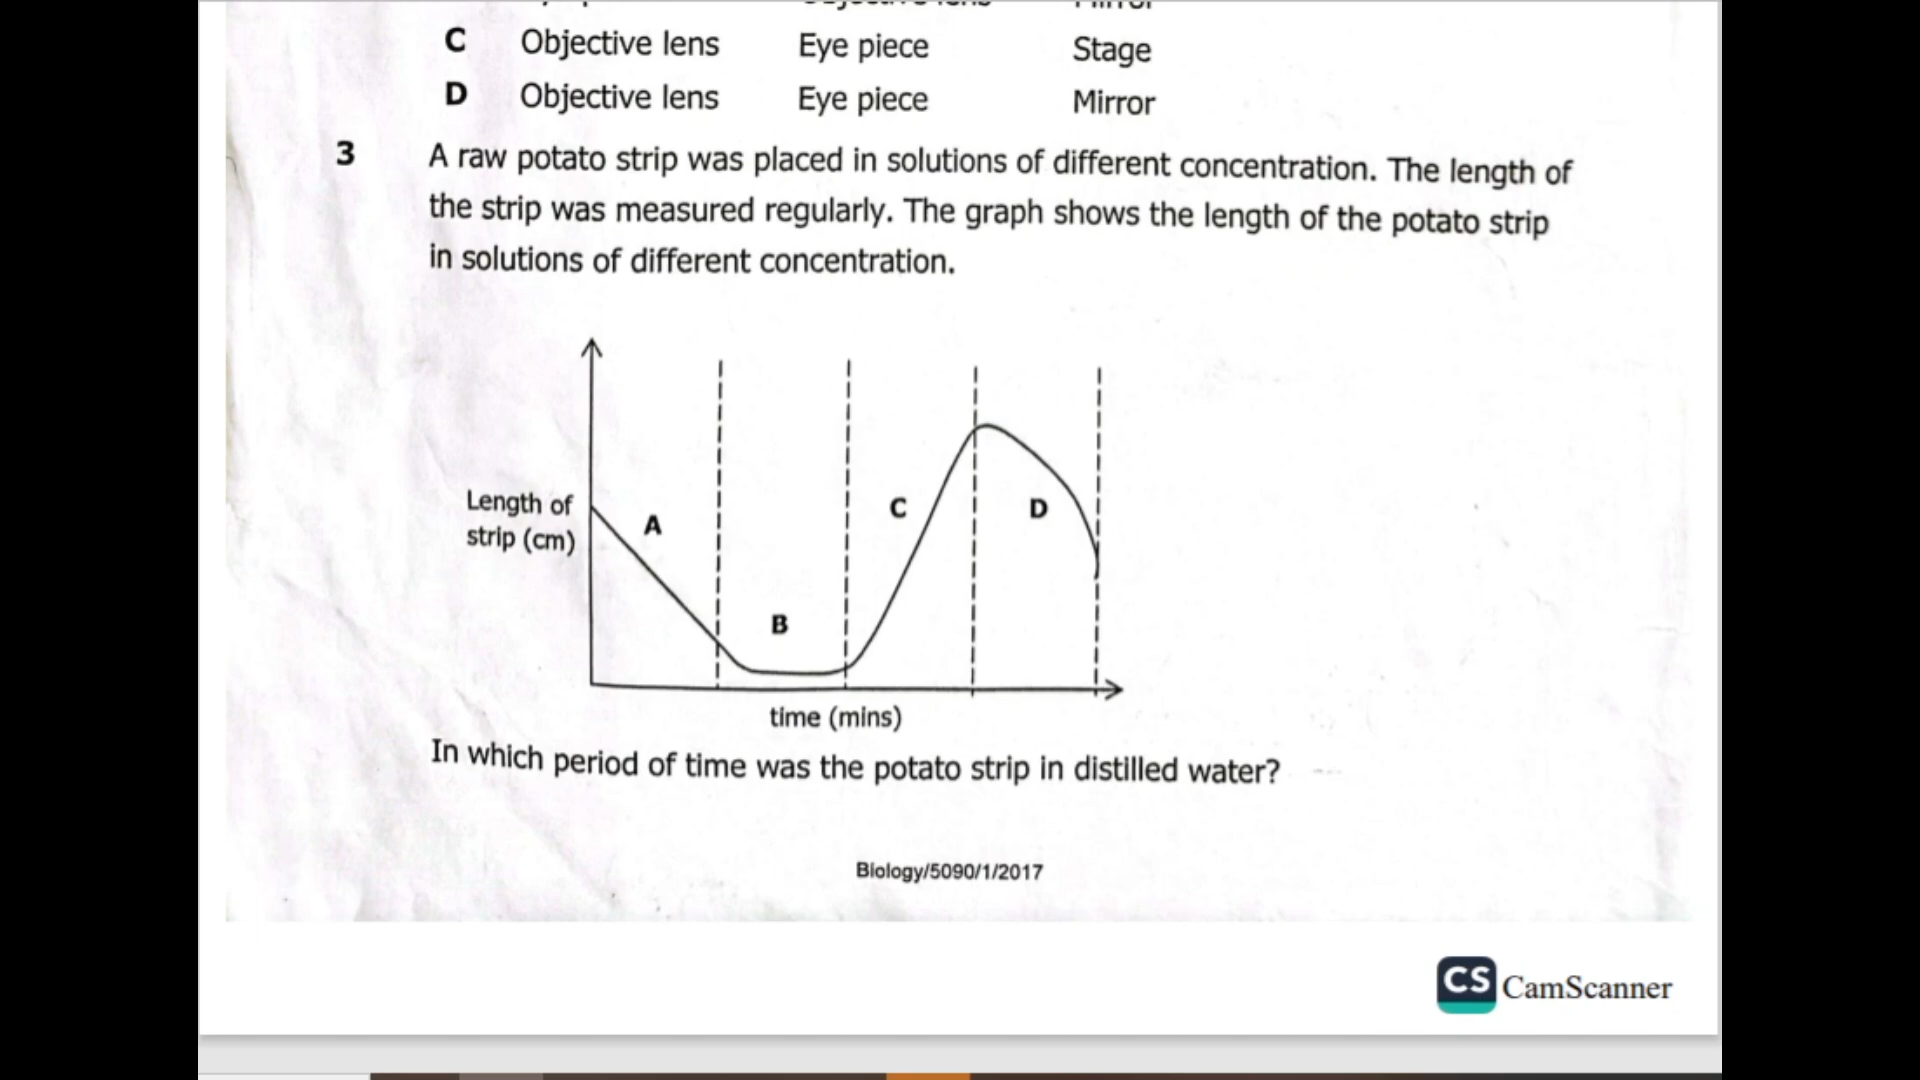 C Objective lens Eye piece Stage
D Objective lens Eye piece Mirror
3 A raw potato strip was placed in solutions of different concentration. The length of
the strip was measured regularly. The graph shows the length of the potato strip
in solutions of different concentration.
Length of
strip (cm)
A
B
C
D
time (mins)
In which period of time was the potato strip in distilled water?
Biology/5090/1/2017
CS CamScanner